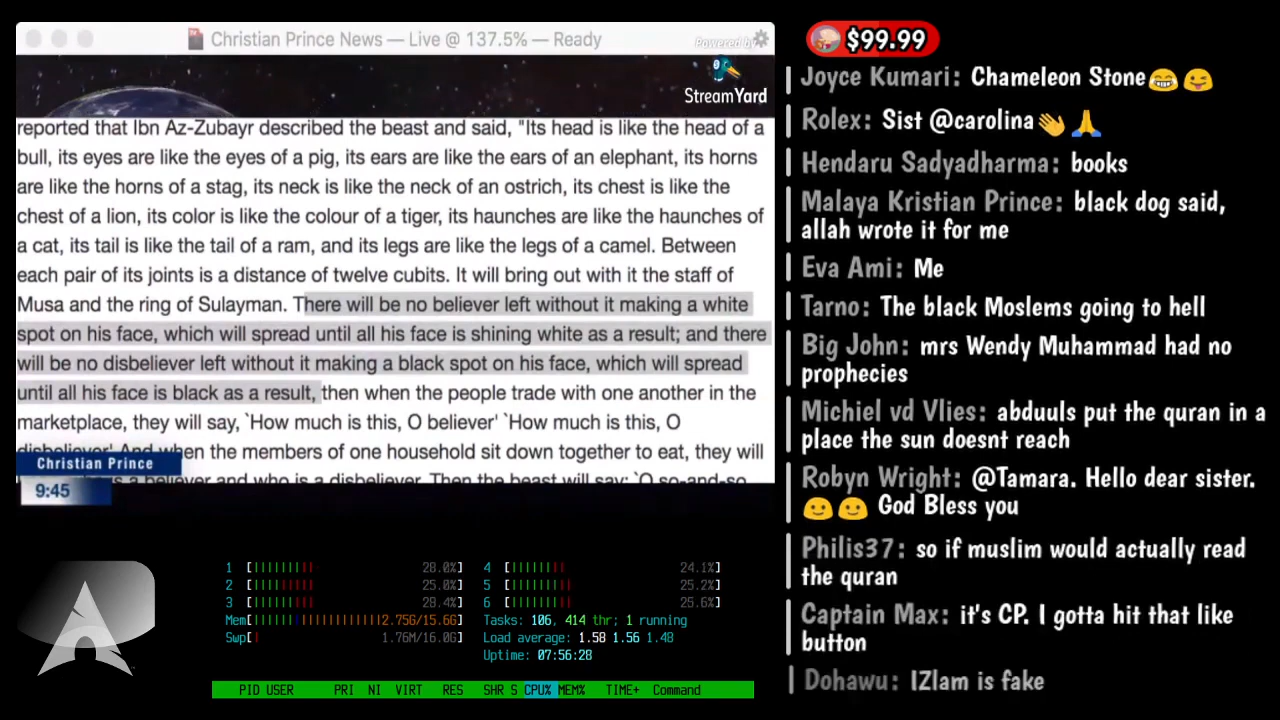 Christian Prince News — Live @ 137.5% — Ready
Powered by
StreamYard
reported that Ibn Az-Zubayr described the beast and said, "Its head is like the head of a
bull, its eyes are like the eyes of a pig, its ears are like the ears of an elephant, its horns
are like the horns of a stag, its neck is like the neck of an ostrich, its chest is like the
chest of a lion, its color is like the colour of a tiger, its haunches are like the haunches of
a cat, its tail is like the tail of a ram, and its legs are like the legs of a camel. Between
each pair of its joints is a distance of twelve cubits. It will bring out with it the staff of
Musa and the ring of Sulayman. There will be no believer left without it making a white
spot on his face, which will spread until all his face is shining white as a result; and there
will be no disbeliever left without it making a black spot on his face, which will spread
until all his face is black as a result, then when the people trade with one another in the
marketplace, they will say, `How much is this, O believer' `How much is this, O
disbeliever' And when the members of one household sit down together to eat, they will
a believer and who is a disbeliever. Then the beast will say: `O so-and-so
Christian Prince
9:45
1 [|||||||||| 28.0%]
2 [|||||||||| 25.0%]
3 [|||||||||| 28.4%]
4 [|||||||||| 24.1%]
5 [|||||||||| 25.2%]
6 [|||||||||| 25.6%]
Mem[||||||||||||||||||||||2.75G/15.6G]
Swp[| 1.76M/16.0G]
Tasks: 106, 414 thr; 1 running
Load average: 1.58 1.56 1.48
Uptime: 07:56:28
PID USER PRI NI VIRT RES SHR S CPU% MEM% TIME+ Command
$99.99
Joyce Kumari: Chameleon Stone😂😜
Rolex: Sist @carolina👋🙏
Hendaru Sadyadharma: books
Malaya Kristian Prince: black dog said,
allah wrote it for me
Eva Ami: Me
Tarno: The black Moslems going to hell
Big John: mrs Wendy Muhammad had no
prophecies
Michiel vd Vlies: abduuls put the quran in a
place the sun doesnt reach
Robyn Wright: @Tamara. Hello dear sister.
🙂 🙂 God Bless you
Philis37: so if muslim would actually read
the quran
Captain Max: it's CP. I gotta hit that like
button
Dohawu: IZlam is fake